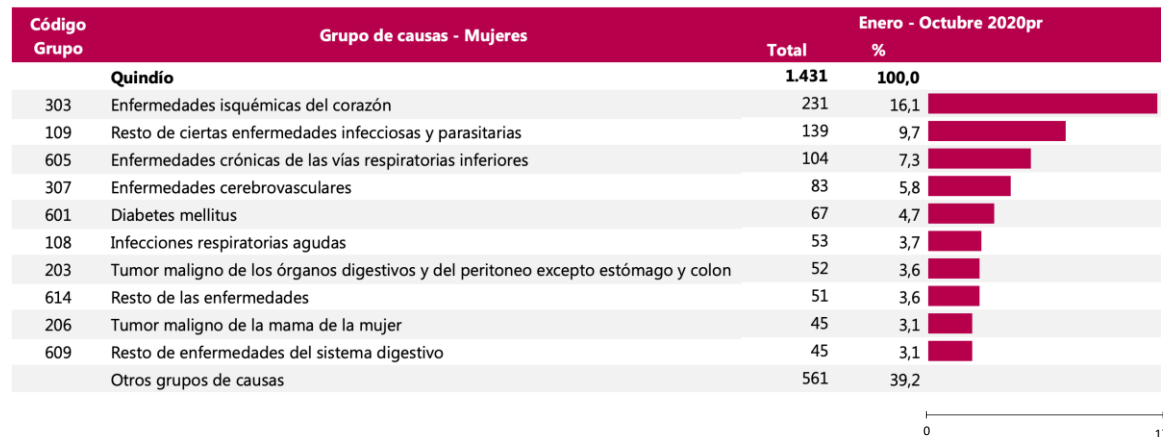 Código Grupo Grupo de causas - Mujeres Enero - Octubre 2020pr
Total %
Quindío 1.431 100,0
303 Enfermedades isquémicas del corazón 231 16,1
109 Resto de ciertas enfermedades infecciosas y parasitarias 139 9,7
605 Enfermedades crónicas de las vías respiratorias inferiores 104 7,3
307 Enfermedades cerebrovasculares 83 5,8
601 Diabetes mellitus 67 4,7
108 Infecciones respiratorias agudas 53 3,7
203 Tumor maligno de los órganos digestivos y del peritoneo excepto estómago y colon 52 3,6
614 Resto de las enfermedades 51 3,6
206 Tumor maligno de la mama de la mujer 45 3,1
609 Resto de enfermedades del sistema digestivo 45 3,1
Otros grupos de causas 561 39,2
0